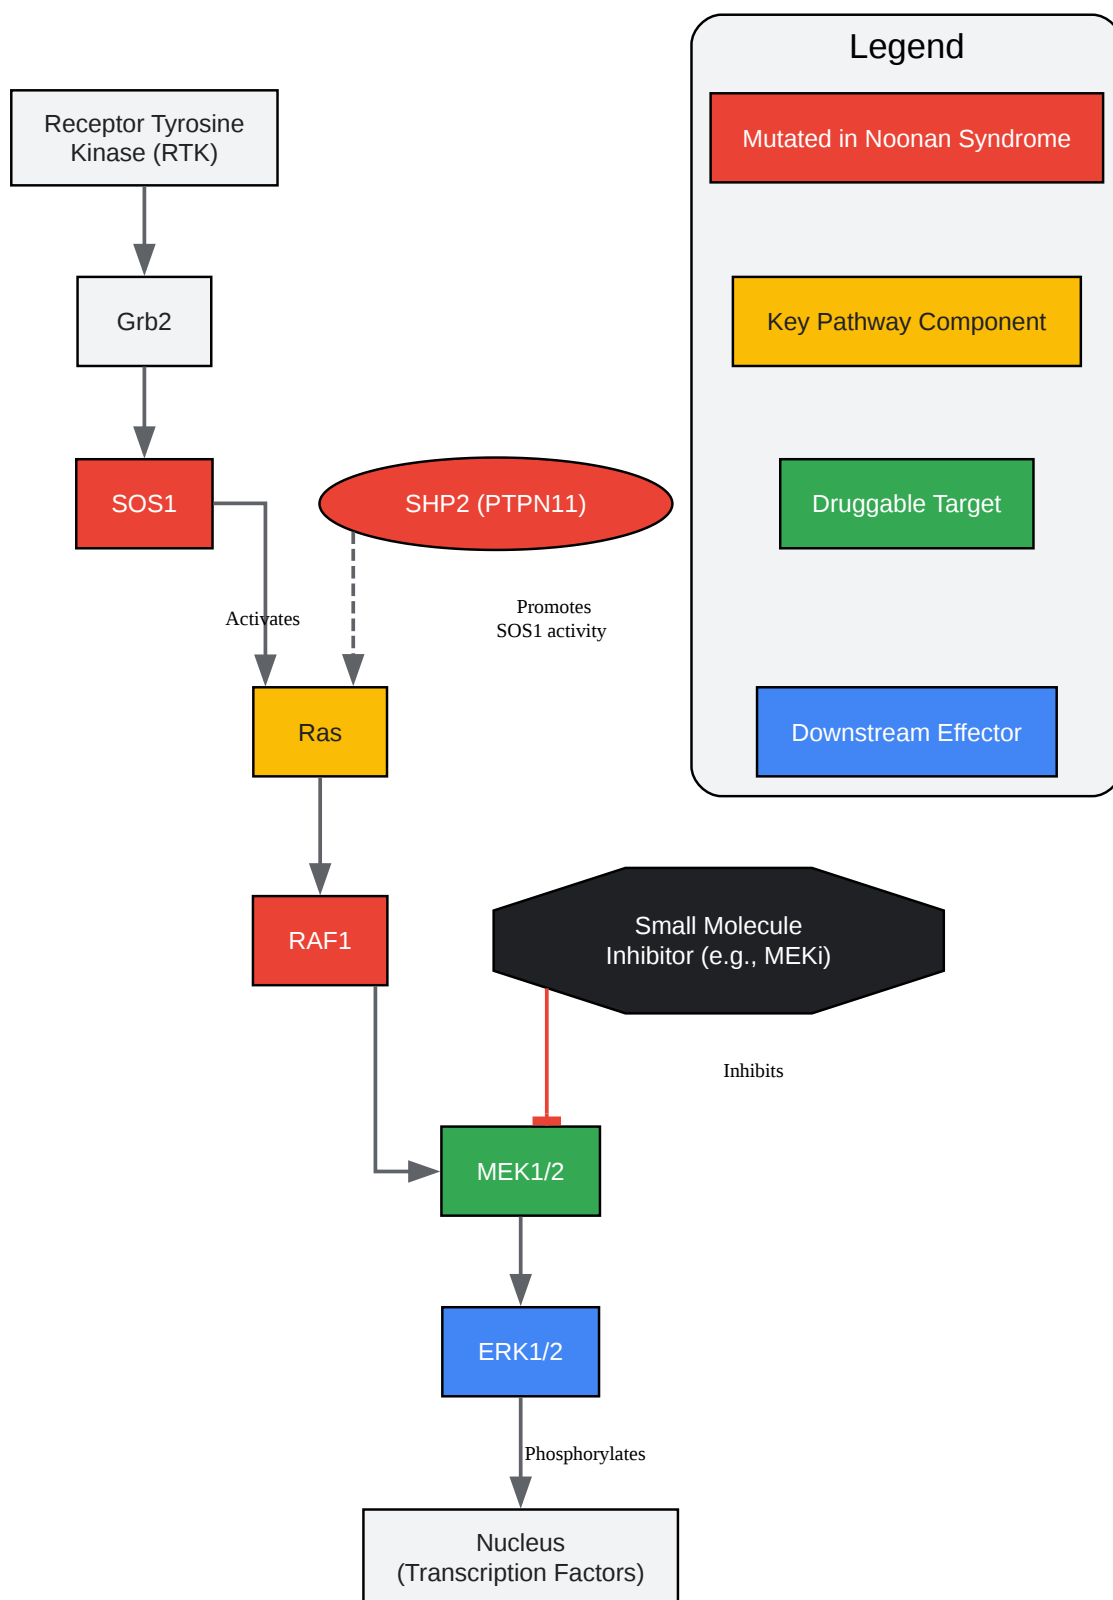 Legend
Receptor Tyrosine
Kinase (RTK)
Mutated in Noonan Syndrome
Grb2
Key Pathway Component
SOS1
SHP2 (PTPN11)
Druggable Target
Activates
Promotes
SOS1 activity
Ras
Downstream Effector
RAF1
Small Molecule
Inhibitor (e.g., MEKi)
Inhibits
MEK1/2
ERK1/2
Phosphorylates
Nucleus
(Transcription Factors)